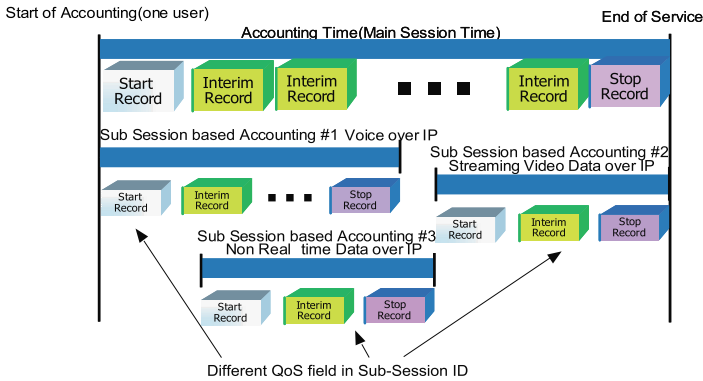 Start of Accounting(one user)
End of Service
Accounting Time(Main Session Time)
Start
Record
Interim
Record
Interim
Record
Interim
Record
Stop
Record
Sub Session based Accounting #1 Voice over IP
Sub Session based Accounting #2
Streaming Video Data over IP
Start
Record
Interim
Record
Stop
Record
Start
Record
Interim
Record
Stop
Record
Sub Session based Accounting #3
Non Real time Data over IP
Start
Record
Interim
Record
Stop
Record
Different QoS field in Sub-Session ID